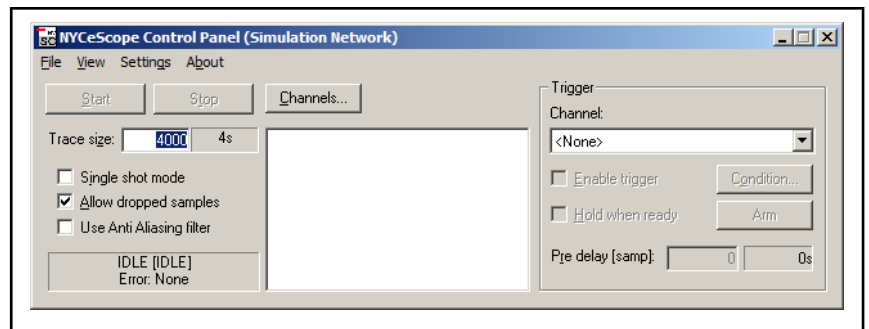 NYCeScope Control Panel (Simulation Network)
File View Settings About
Start Stop Channels...
Trace size: 4000 4s
Single shot mode
Allow dropped samples
Use Anti Aliasing filter
IDLE [IDLE]
Error: None
Trigger
Channel:
<None>
Enable trigger Condition...
Hold when ready Arm
Pre delay [samp]: 0 0s